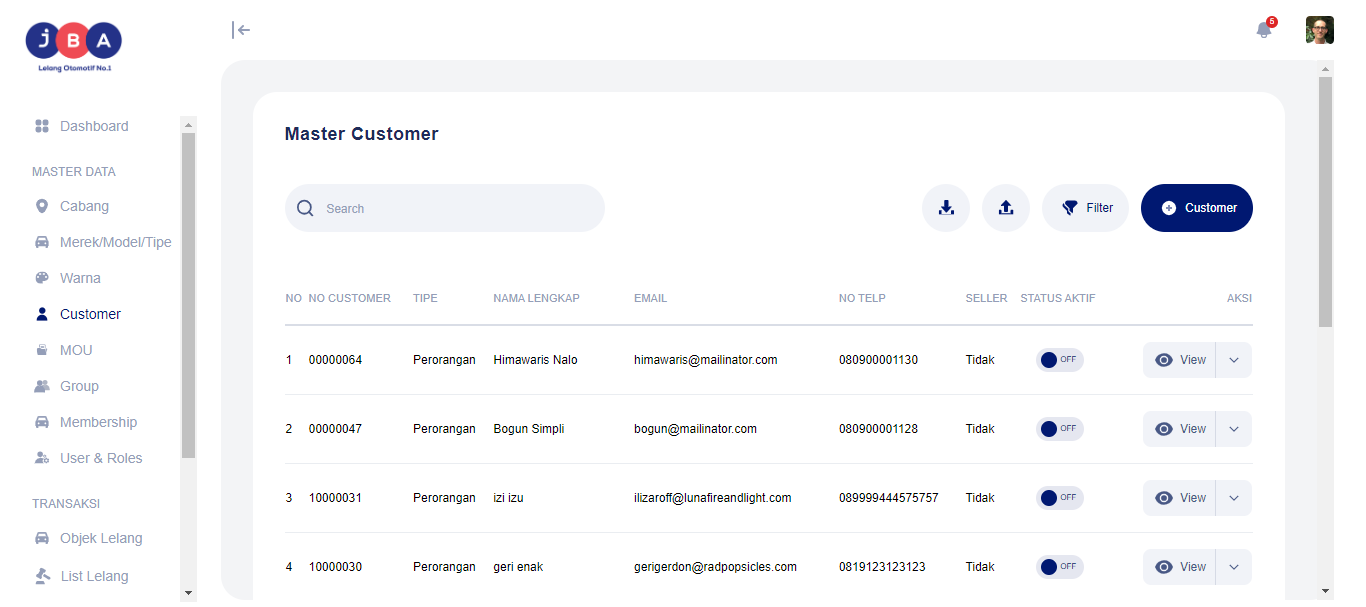 JBA
Lelang Otomotif No.1
5
Dashboard
MASTER DATA
Cabang
Merek/Model/Tipe
Warna
Customer
MOU
Group
Membership
User & Roles
TRANSAKSI
Objek Lelang
List Lelang
Master Customer
Search
Filter
Customer
NO NO CUSTOMER TIPE NAMA LENGKAP EMAIL NO TELP SELLER STATUS AKTIF AKSI
1 00000064 Perorangan Himawaris Nalo himawaris@mailinator.com 080900001130 Tidak OFF View
2 00000047 Perorangan Bogun Simpli bogun@mailinator.com 080900001128 Tidak OFF View
3 10000031 Perorangan izi izu ilizaroff@lunafireandlight.com 089999444575757 Tidak OFF View
4 10000030 Perorangan geri enak gerigerdon@radpopsicles.com 0819123123123 Tidak OFF View